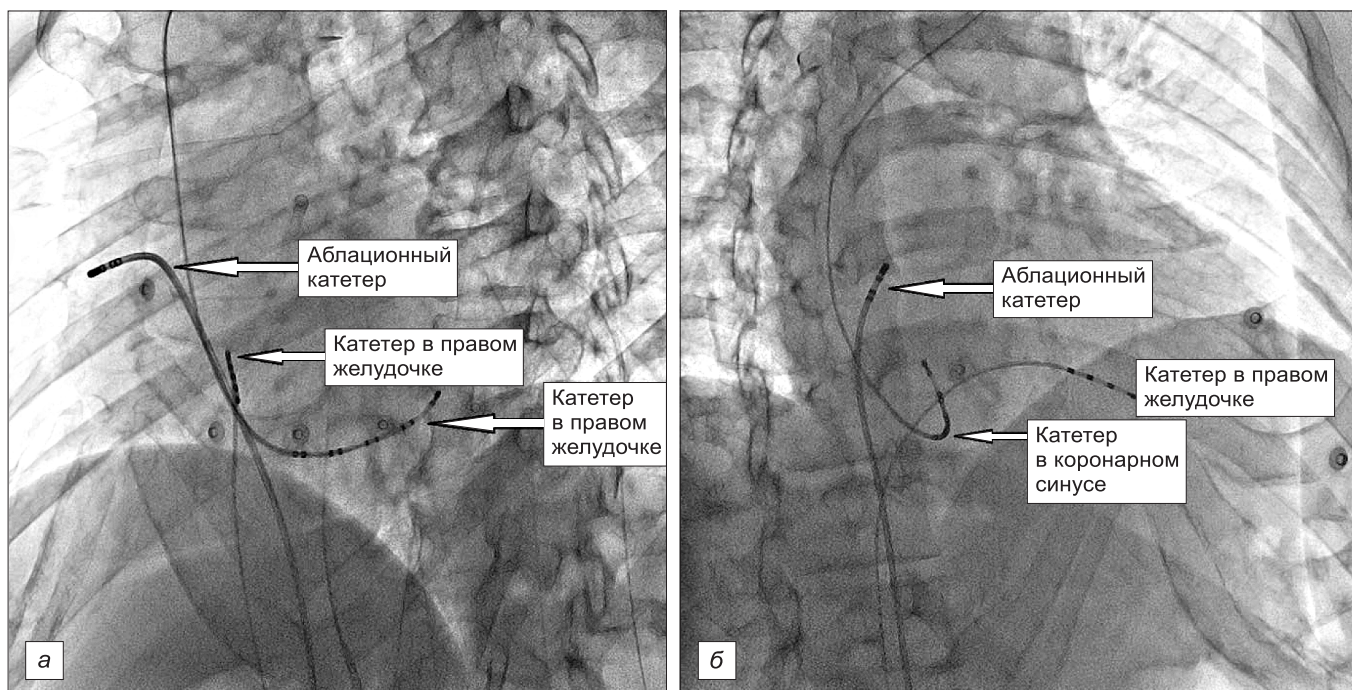 Аблационный
катетер
Катетер в правом
желудочке
Катетер
в правом
желудочке
а
Аблационный
катетер
Катетер в правом
желудочке
Катетер
в коронарном
синусе
б